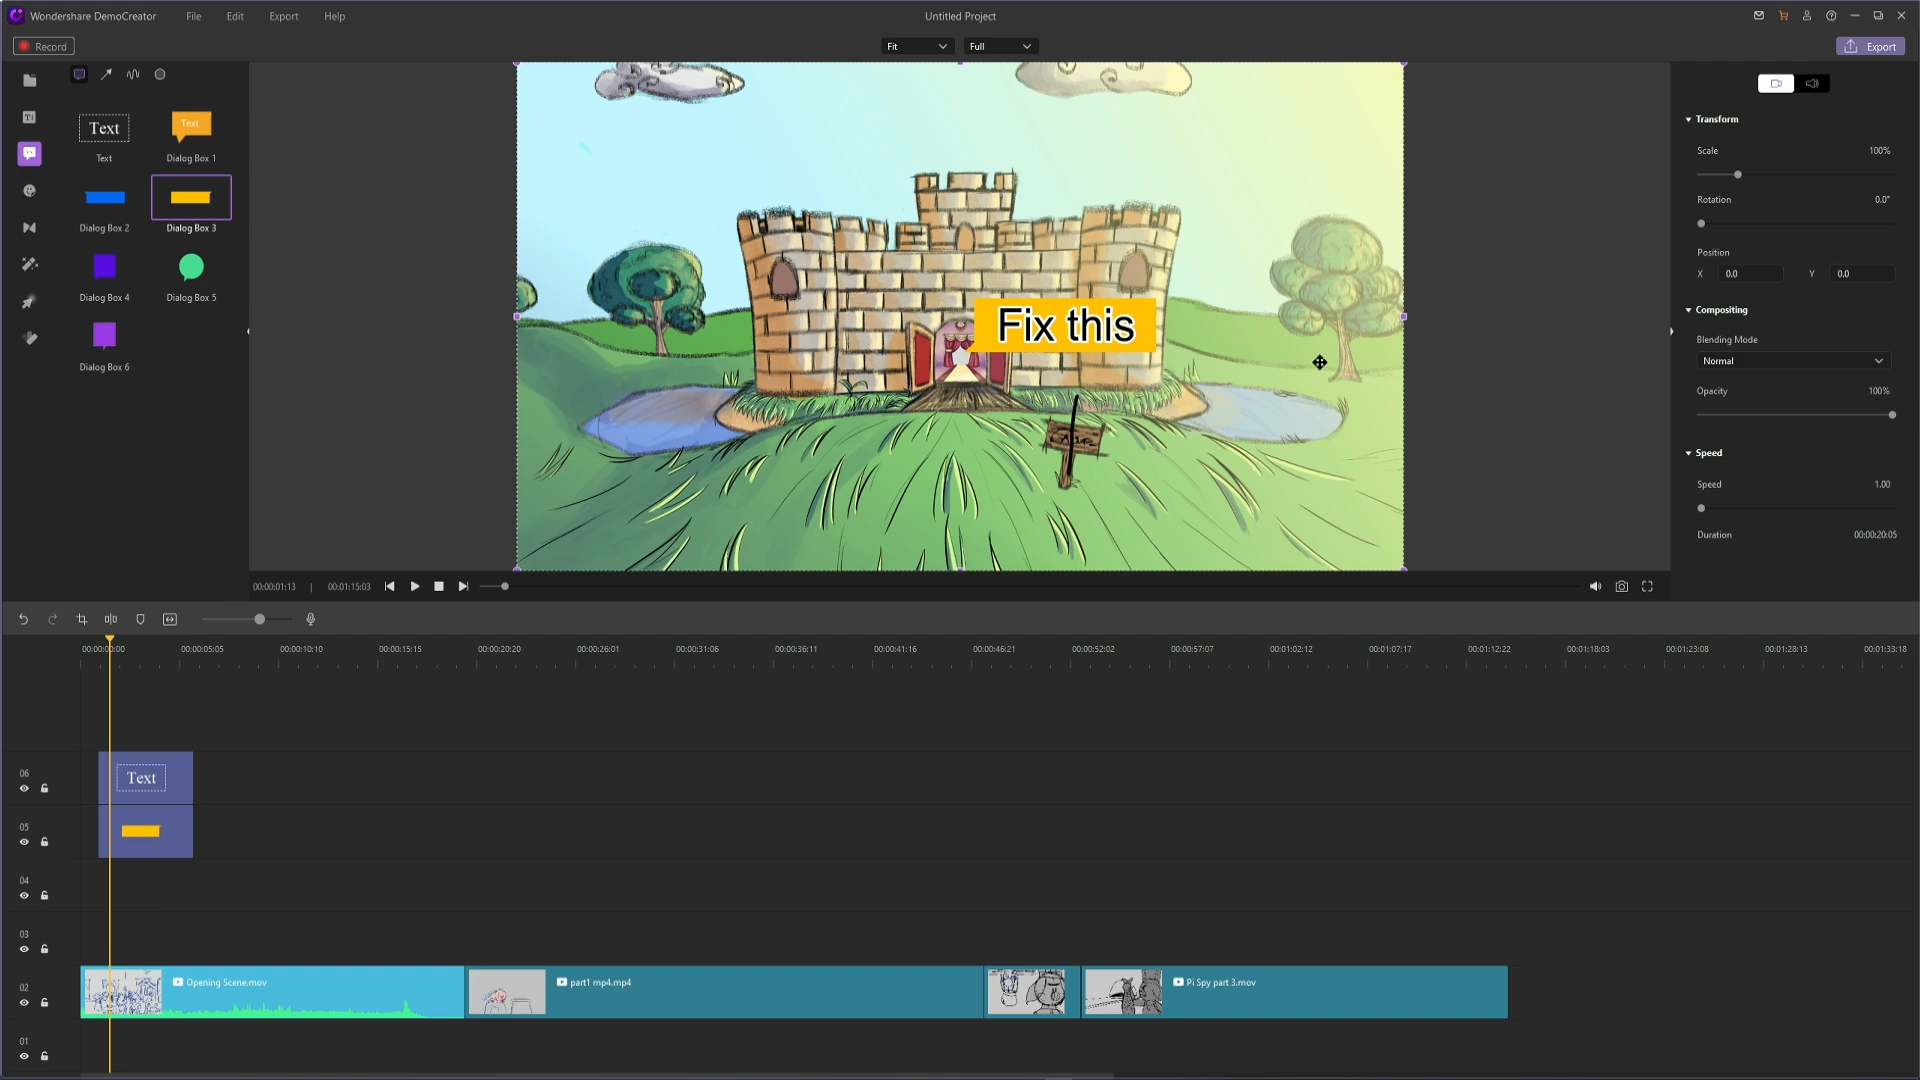 Wondershare DemoCreator File Edit Export Help Untitled Project
Record Fit Full Export
Text Text
Text Dialog Box 1
Dialog Box 2 Dialog Box 3
Dialog Box 4 Dialog Box 5
Dialog Box 6
Fix this
Transform
Scale 100%
Rotation 0.0°
Position
X 0.0 Y 0.0
Compositing
Blending Mode
Normal
Opacity 100%
Speed
Speed 1.00
Duration 00:00:20:05
00:00:01:13 | 00:01:15:03
00:00:00:00 00:00:05:05 00:00:10:10 00:00:15:15 00:00:20:20 00:00:26:01 00:00:31:06 00:00:36:11 00:00:41:16 00:00:46:21 00:00:52:02 00:00:57:07 00:01:02:12 00:01:07:17 00:01:12:22 00:01:18:03 00:01:23:08 00:01:28:13 00:01:33:18
06 Text
05
04
03
02 Opening Scene.mov part1 mp4.mp4 Pi Spy part 3.mov
01